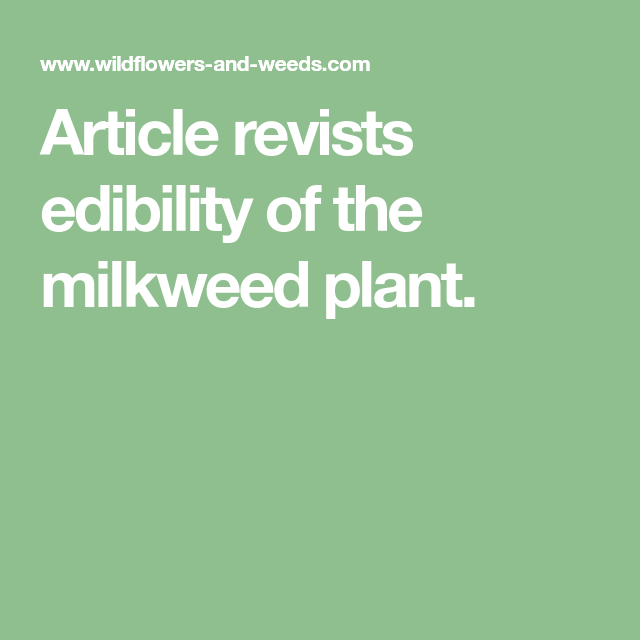 www.wildflowers-and-weeds.com
Article revists
edibility of the
milkweed plant.